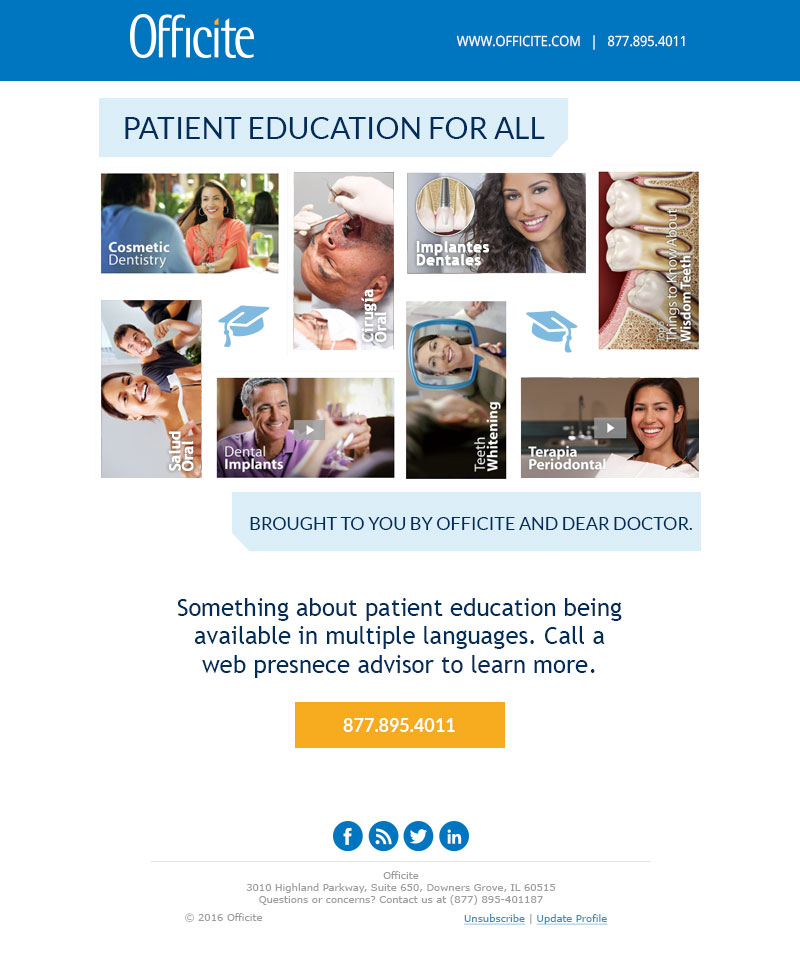 Officite
WWW.OFFICITE.COM | 877.895.4011
PATIENT EDUCATION FOR ALL
Cosmetic
Dentistry
Cirugía
Oral
Implantes
Dentales
Things to Know About
Wisdom Teeth
Salud
Oral
Dental
Implants
Teeth
Whitening
Terapia
Periodontal
BROUGHT TO YOU BY OFFICITE AND DEAR DOCTOR.
Something about patient education being
available in multiple languages. Call a
web presnece advisor to learn more.
877.895.4011
Officite
3010 Highland Parkway, Suite 650, Downers Grove, IL 60515
Questions or concerns? Contact us at (877) 895-401187
© 2016 Officite
Unsubscribe | Update Profile